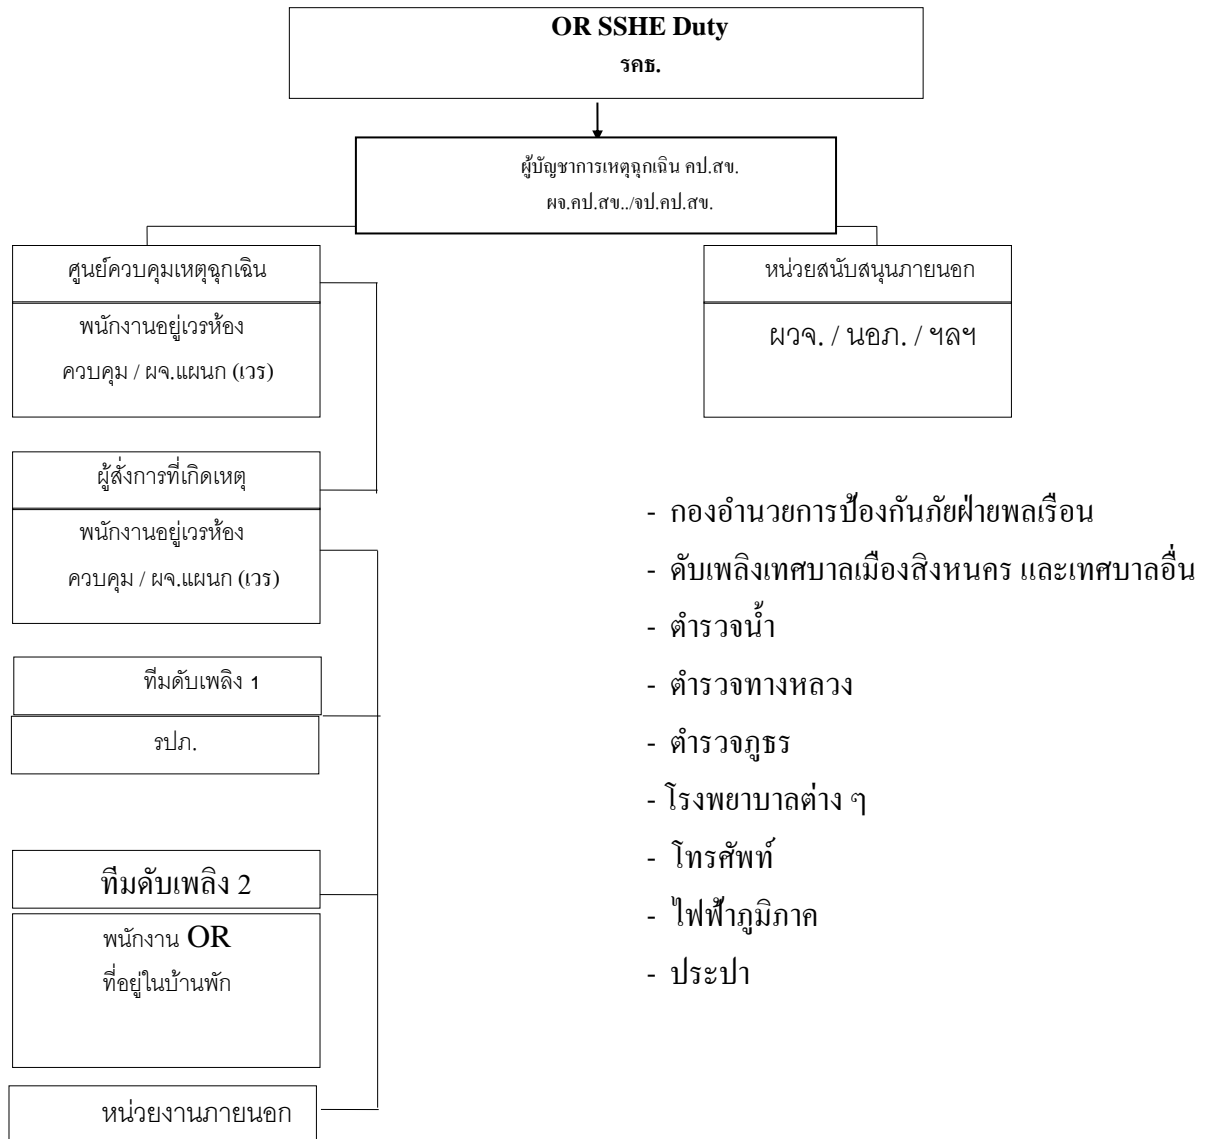 OR SSHE Duty
รคธ.
ผู้บัญชาการเหตุฉุกเฉิน คป.สข.
ผจ.คป.สข../จป.คป.สข.
ศูนย์ควบคุมเหตุฉุกเฉิน
พนักงานอยู่เวรห้อง
ควบคุม / ผจ.แผนก (เวร)
หน่วยสนับสนุนภายนอก
ผวจ. / นอภ. / ฯลฯ
ผู้สั่งการที่เกิดเหตุ
พนักงานอยู่เวรห้อง
ควบคุม / ผจ.แผนก (เวร)
ทีมดับเพลิง 1
รปภ.
ทีมดับเพลิง 2
พนักงาน OR
ที่อยู่ในบ้านพัก
หน่วยงานภายนอก
- กองอำนวยการป้องกันภัยฝ่ายพลเรือน
- ดับเพลิงเทศบาลเมืองสิงหนคร และเทศบาลอื่น
- ตำรวจน้ำ
- ตำรวจทางหลวง
- ตำรวจภูธร
- โรงพยาบาลต่าง ๆ
- โทรศัพท์
- ไฟฟ้าภูมิภาค
- ประปา